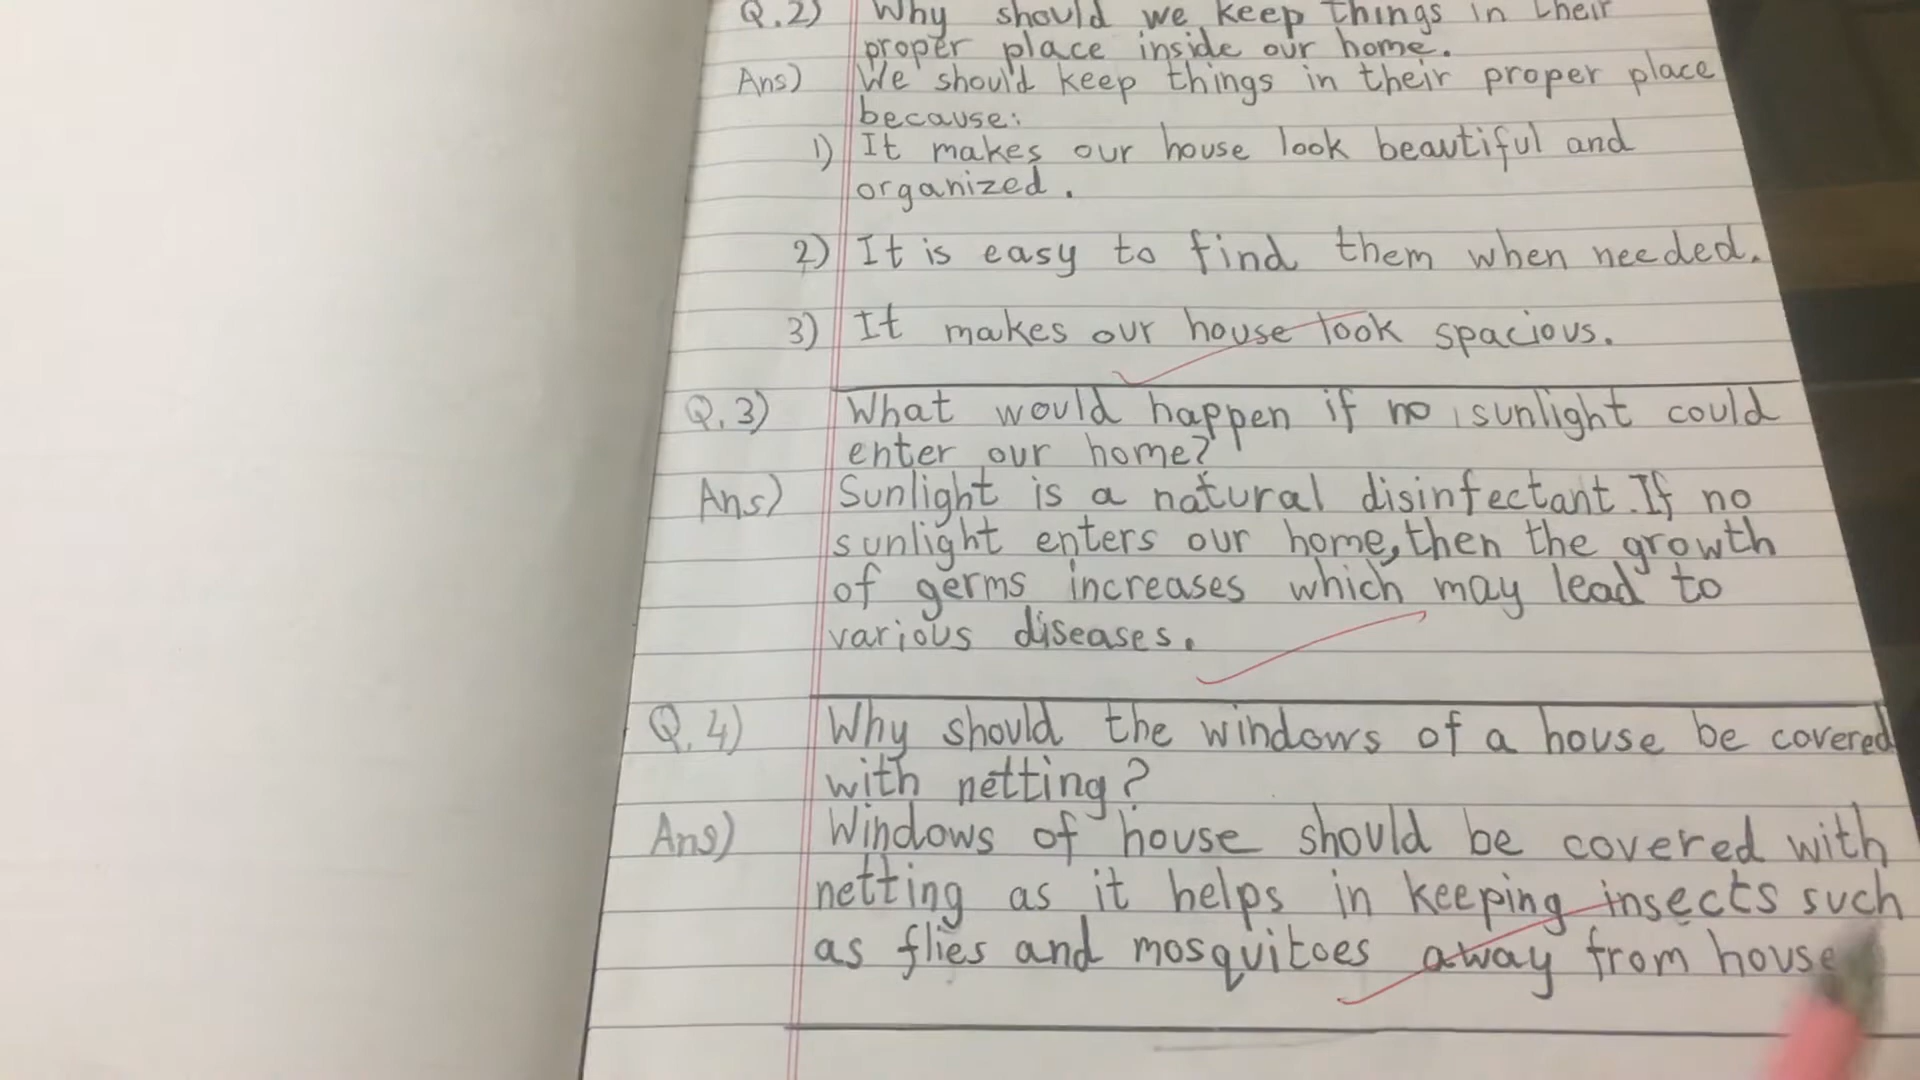 Q.2) Why should we keep things in their
proper place inside our home.
Ans) We should keep things in their proper place
because:
1) It makes our house look beautiful and
organized.
2) It is easy to find them when needed.
3) It makes our house look spacious.
Q.3) What would happen if no sunlight could
enter our home?
Ans) Sunlight is a natural disinfectant. If no
sunlight enters our home, then the growth
of germs increases which may lead to
various diseases.
Q.4) Why should the windows of a house be covered
with netting?
Ans) Windows of house should be covered with
netting as it helps in keeping insects such
as flies and mosquitoes away from house